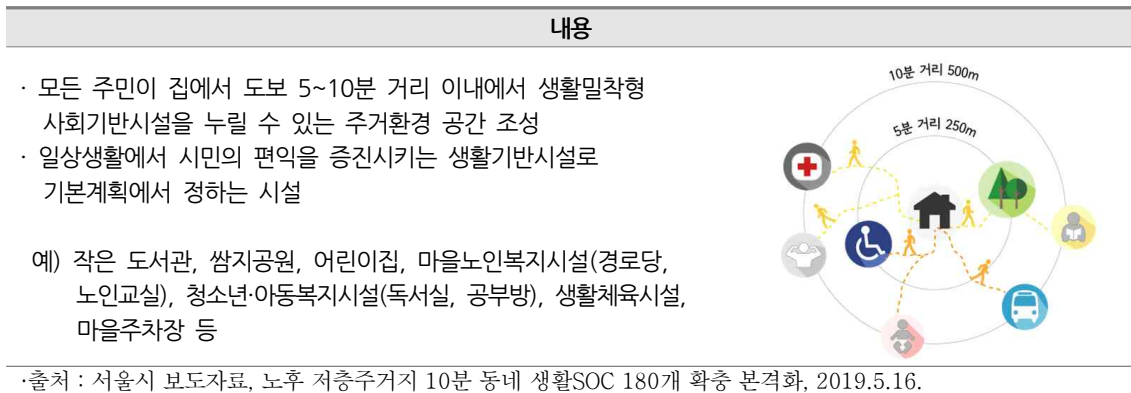 내용
· 모든 주민이 집에서 도보 5~10분 거리 이내에서 생활밀착형
사회기반시설을 누릴 수 있는 주거환경 공간 조성
· 일상생활에서 시민의 편익을 증진시키는 생활기반시설로
기본계획에서 정하는 시설
예) 작은 도서관, 쌈지공원, 어린이집, 마을노인복지시설(경로당,
노인교실), 청소년·아동복지시설(독서실, 공부방), 생활체육시설,
마을주차장 등
10분 거리 500m
5분 거리 250m
·출처 : 서울시 보도자료, 노후 저층주거지 10분 동네 생활SOC 180개 확충 본격화, 2019.5.16.